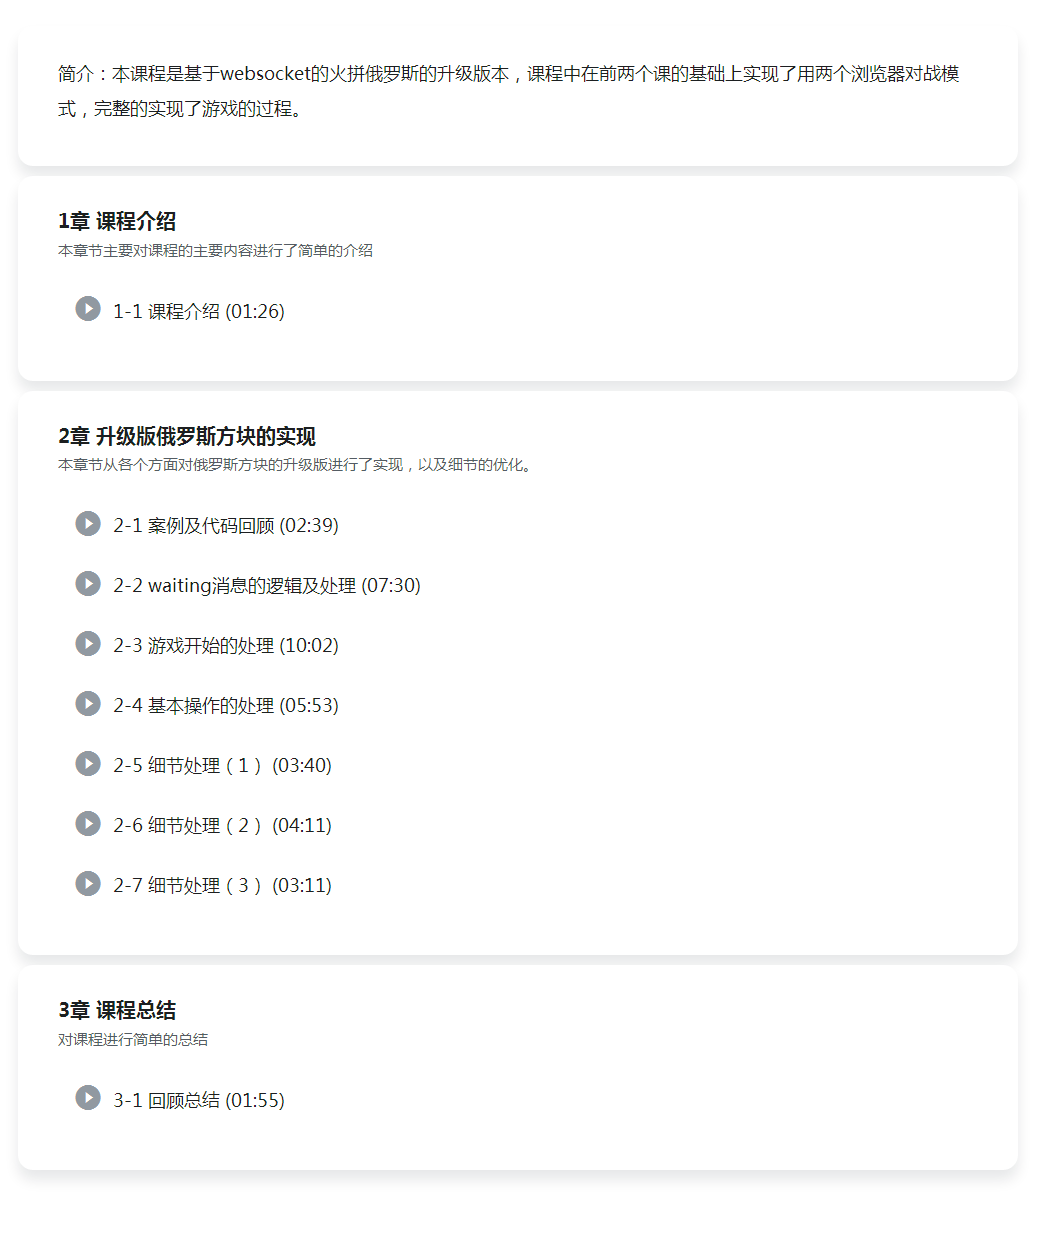 简介：本课程是基于websocket的火拼俄罗斯的升级版本，课程中在前两个课的基础上实现了用两个浏览器对战模
式，完整的实现了游戏的过程。
1章 课程介绍
本章节主要对课程的主要内容进行了简单的介绍
1-1 课程介绍 (01:26)
2章 升级版俄罗斯方块的实现
本章节从各个方面对俄罗斯方块的升级版进行了实现，以及细节的优化。
2-1 案例及代码回顾 (02:39)
2-2 waiting消息的逻辑及处理 (07:30)
2-3 游戏开始的处理 (10:02)
2-4 基本操作的处理 (05:53)
2-5 细节处理（1） (03:40)
2-6 细节处理（2） (04:11)
2-7 细节处理（3） (03:11)
3章 课程总结
对课程进行简单的总结
3-1 回顾总结 (01:55)